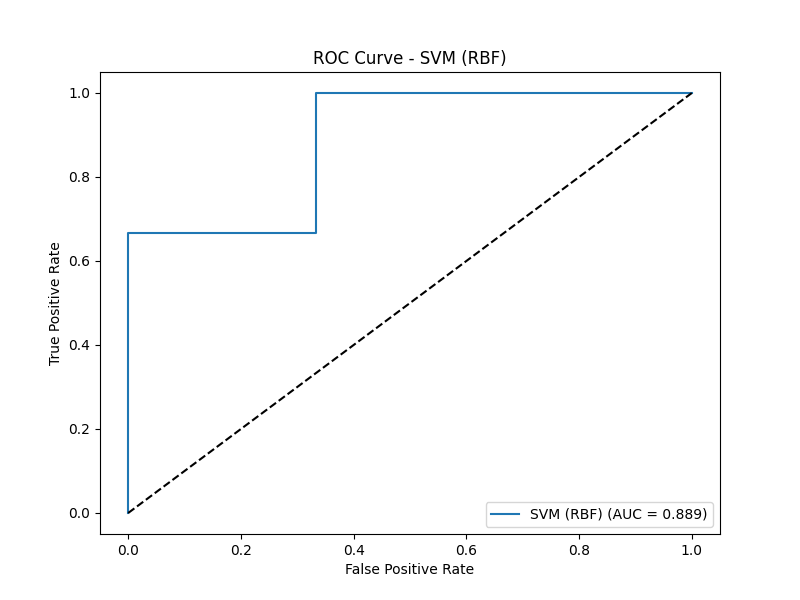 ROC Curve - SVM (RBF)
True Positive Rate
1.0
0.8
0.6
0.4
0.2
0.0
SVM (RBF) (AUC = 0.889)
0.0 0.2 0.4 0.6 0.8 1.0
False Positive Rate